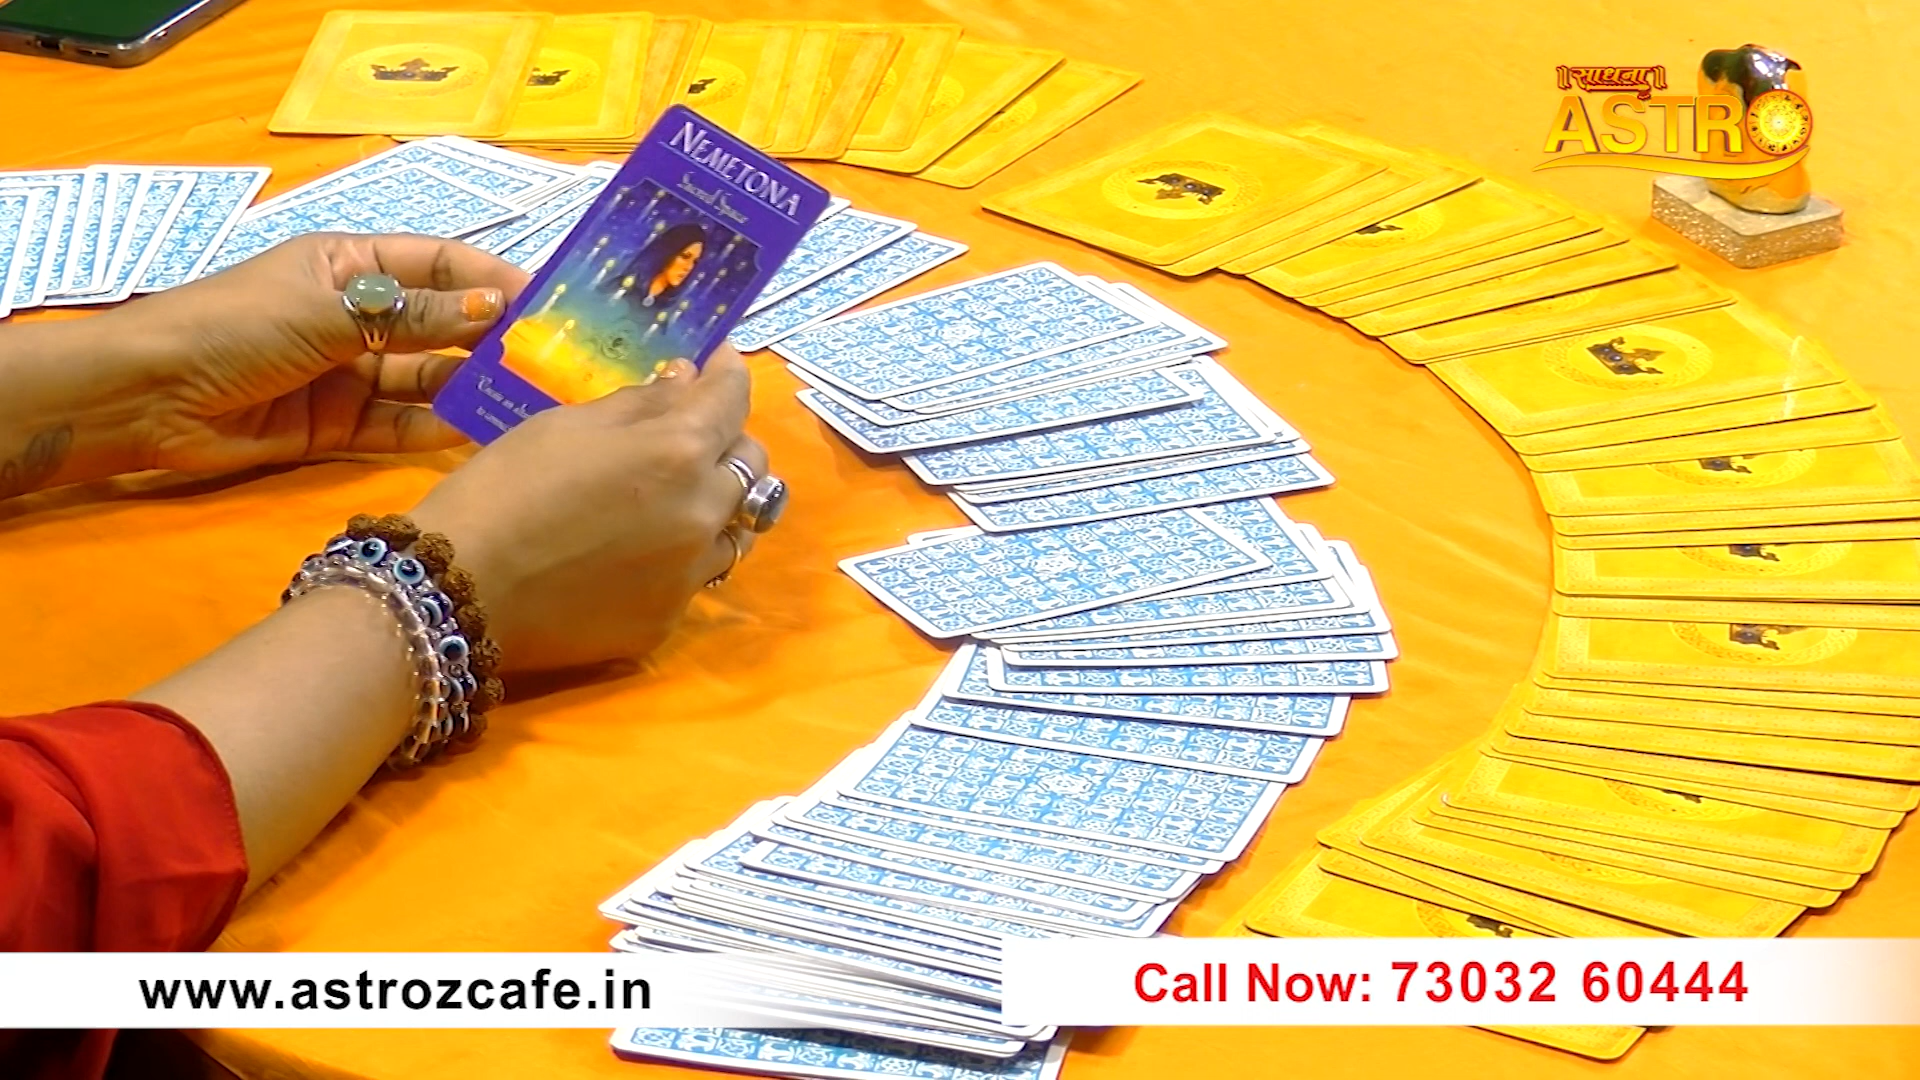 ॥साधना॥
ASTRO
NEMETONA
Sacred Space
www.astrozcafe.in
Call Now: 73032 60444